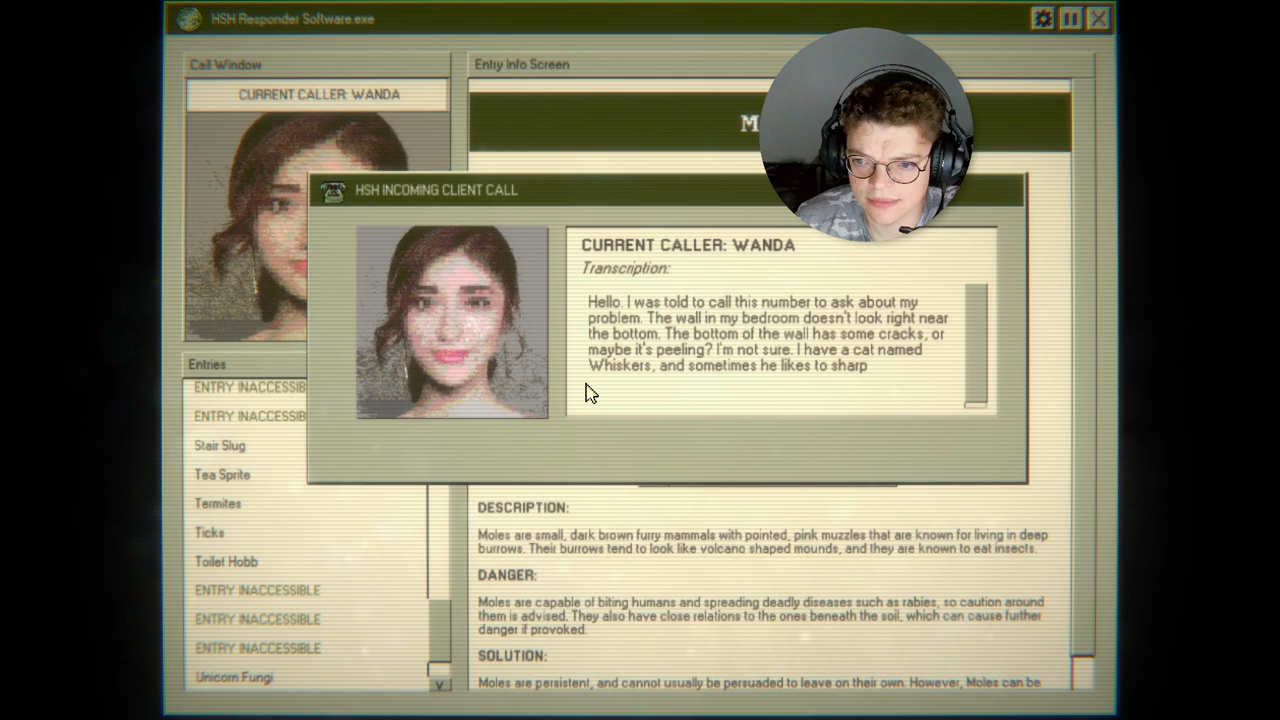 HSH Responder Software.exe
Call Window
CURRENT CALLER: WANDA
Entry Info Screen
HSH INCOMING CLIENT CALL
CURRENT CALLER: WANDA
Transcription:
Hello. I was told to call this number to ask about my
problem. The wall in my bedroom doesn't look right near
the bottom. The bottom of the wall has some cracks, or
maybe it's peeling? I'm not sure. I have a cat named
Whiskers, and sometimes he likes to sharp
Entries
ENTRY INACCESSIB
ENTRY INACCESSIB
Stair Slug
Tea Sprite
Termites
Ticks
Toilet Hobb
ENTRY INACCESSIBLE
ENTRY INACCESSIBLE
ENTRY INACCESSIBLE
Unicorn Fungi
DESCRIPTION:
Moles are small, dark brown furry mammals with pointed, pink muzzles that are known for living in deep
burrows. Their burrows tend to look like volcano shaped mounds, and they are known to eat insects.
DANGER:
Moles are capable of biting humans and spreading deadly diseases such as rabies, so caution around
them is advised. They also have close relations to the ones beneath the soil, which can cause further
danger if provoked.
SOLUTION:
Moles are persistent, and cannot usually be persuaded to leave on their own. However, Moles can be